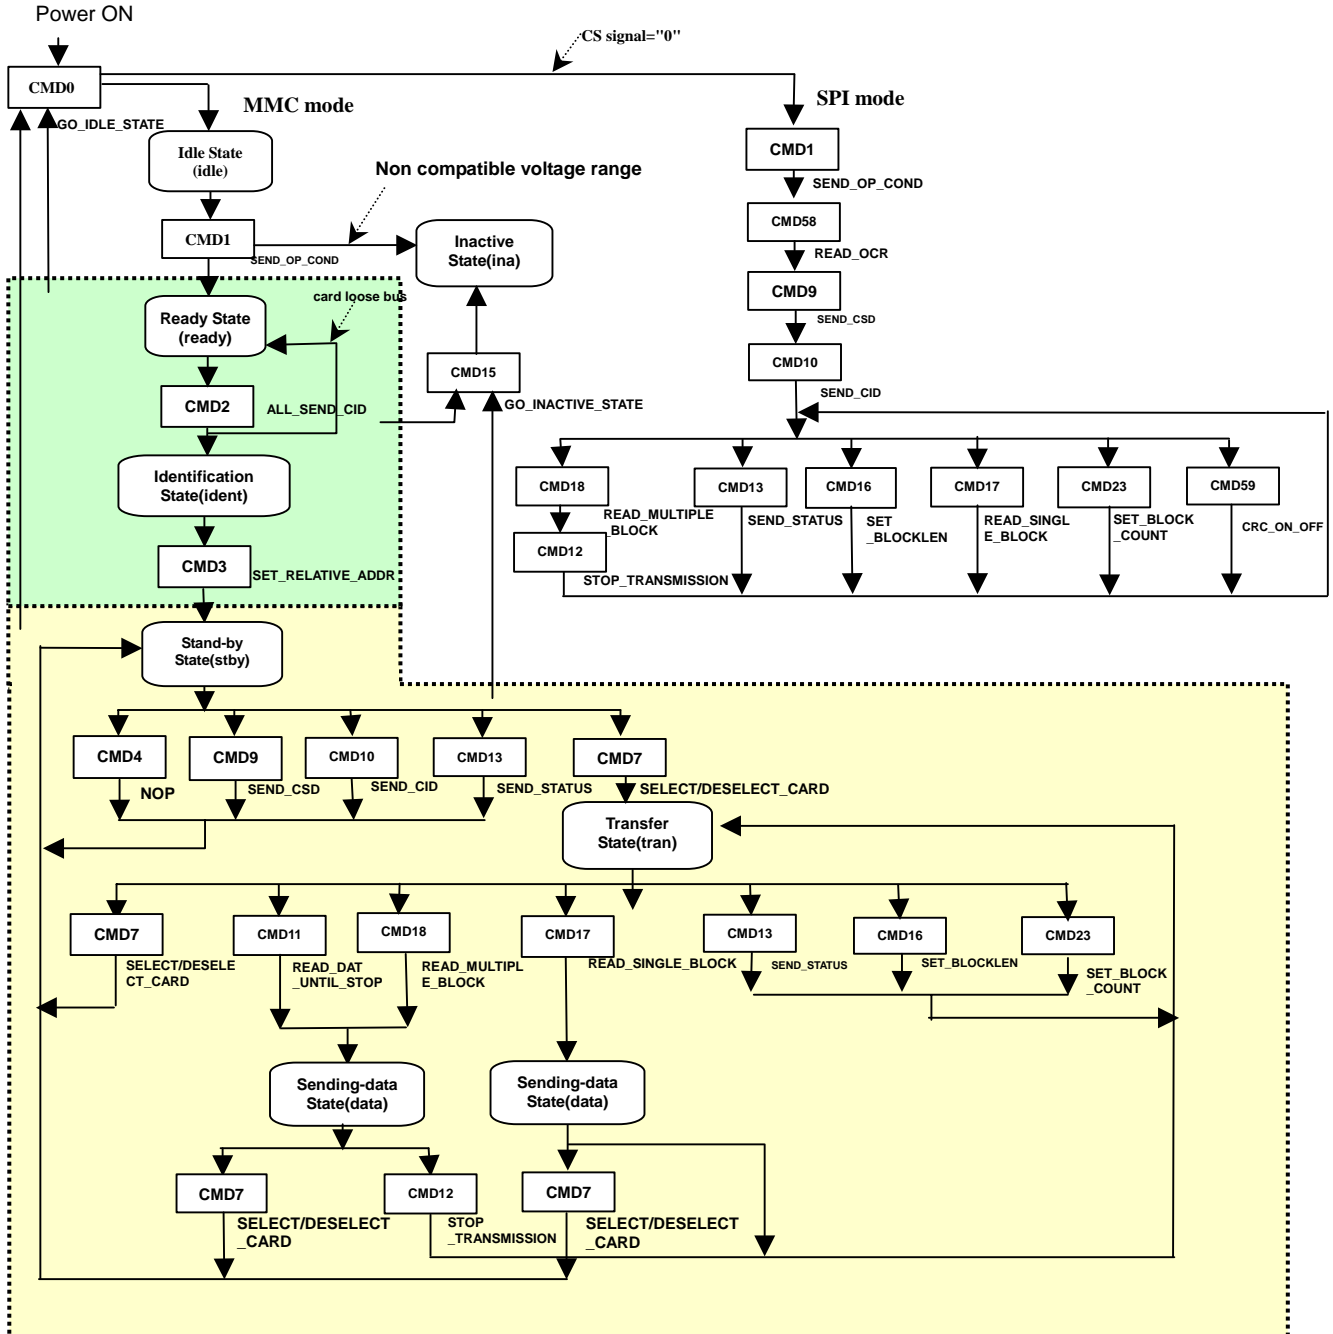 Power ON
CS signal="0"
CMD0
MMC mode
SPI mode
GO_IDLE_STATE
Idle State
(idle)
CMD1
SEND_OP_COND
Non compatible voltage range
CMD58
READ_OCR
CMD1
SEND_OP_COND
Inactive
State(ina)
CMD9
SEND_CSD
card loose bus
Ready State
(ready)
CMD10
SEND_CID
CMD15
GO_INACTIVE_STATE
CMD2
ALL_SEND_CID
Identification
State(ident)
CMD18
READ_MULTIPLE
_BLOCK
CMD13
SEND_STATUS
CMD16
SET
_BLOCKLEN
CMD17
READ_SINGL
E_BLOCK
CMD23
SET_BLOCK
_COUNT
CMD59
CRC_ON_OFF
CMD12
STOP_TRANSMISSION
CMD3
SET_RELATIVE_ADDR
Stand-by
State(stby)
CMD4
NOP
CMD9
SEND_CSD
CMD10
SEND_CID
CMD13
SEND_STATUS
CMD7
SELECT/DESELECT_CARD
Transfer
State(tran)
CMD7
SELECT/DESELE
CT_CARD
CMD11
READ_DAT
_UNTIL_STOP
CMD18
READ_MULTIPL
E_BLOCK
CMD17
READ_SINGLE_BLOCK
CMD13
SEND_STATUS
CMD16
SET_BLOCKLEN
CMD23
SET_BLOCK
_COUNT
Sending-data
State(data)
Sending-data
State(data)
CMD7
SELECT/DESELECT
_CARD
CMD12
STOP
_TRANSMISSION
CMD7
SELECT/DESELECT
_CARD